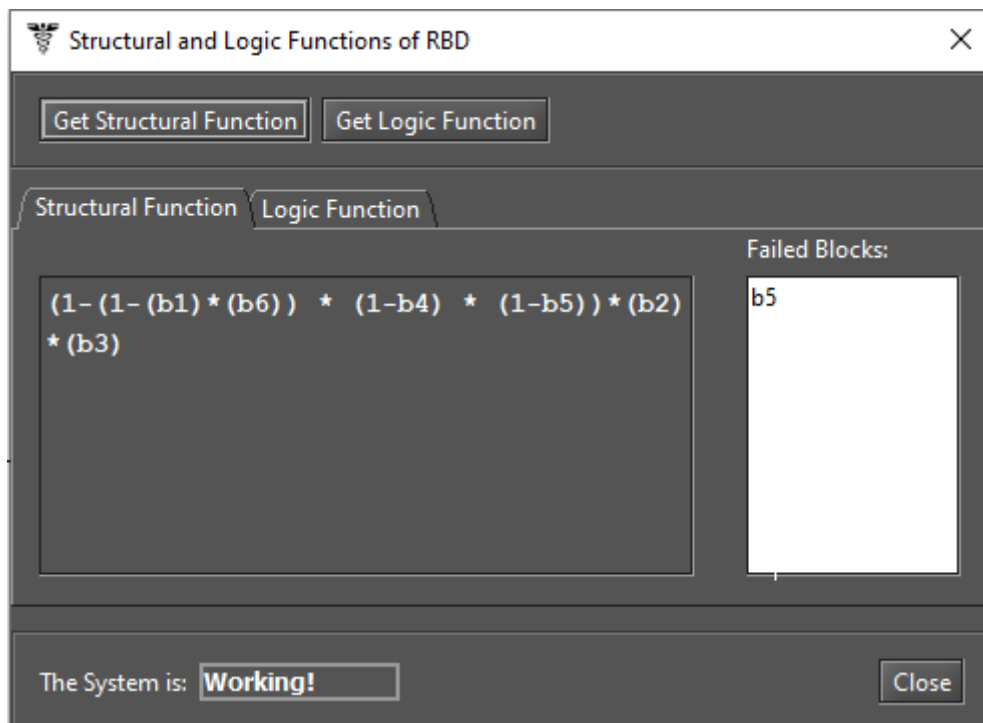 Structural and Logic Functions of RBD
Get Structural Function Get Logic Function
Structural Function Logic Function
Failed Blocks:
(1-(1-(b1)*(b6)) * (1-b4) * (1-b5))*(b2)
*(b3)
b5
The System is: Working!
Close